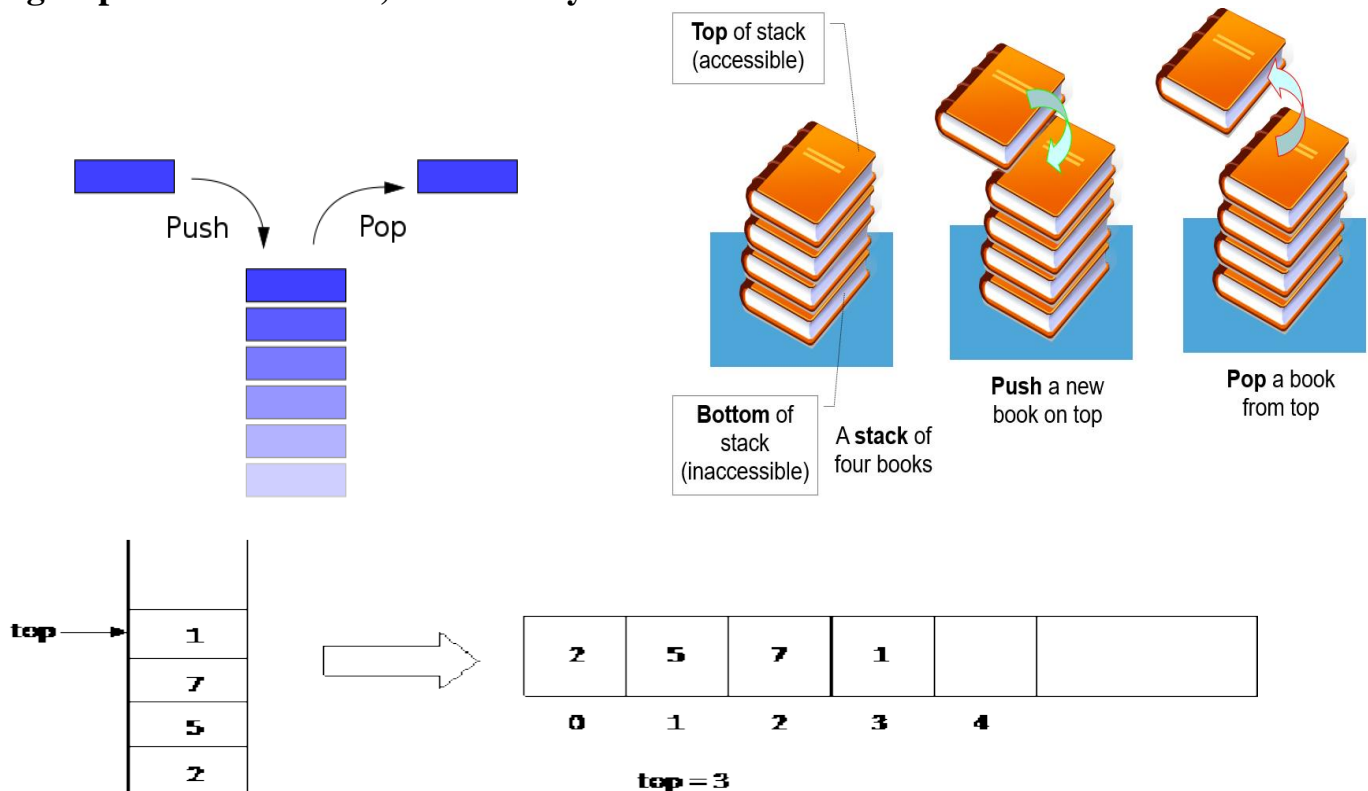 Top of stack
(accessible)
Push
Pop
Bottom of
stack
(inaccessible)
A stack of
four books
Push a new
book on top
Pop a book
from top
top
1
7
5
2
2 5 7 1
0 1 2 3 4
top = 3